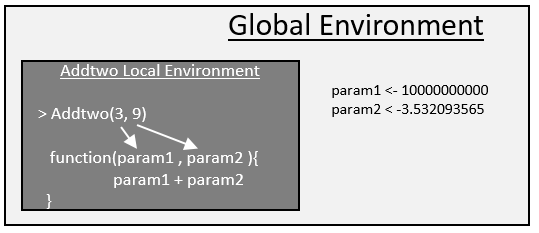 Global Environment
Addtwo Local Environment
> Addtwo(3, 9)
function(param1 , param2 ){
param1 + param2
}
param1 <- 10000000000
param2 < -3.532093565